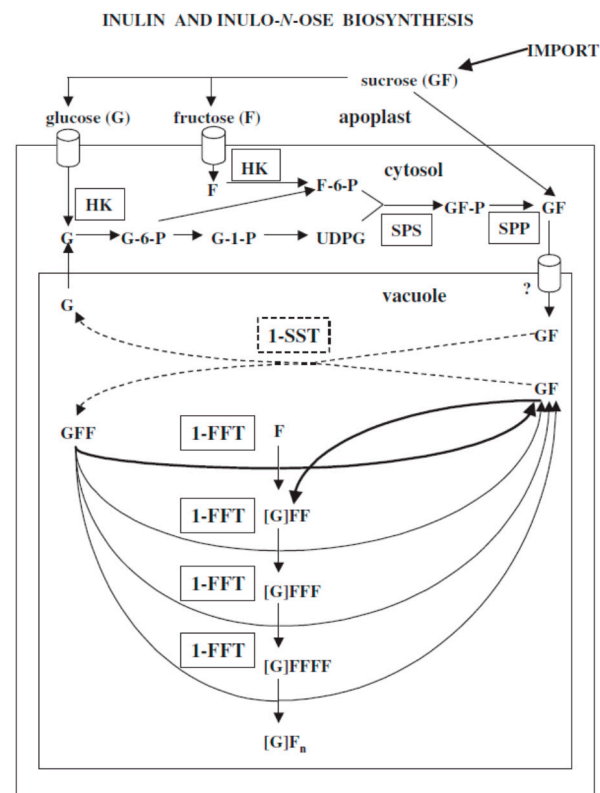 INULIN AND INULO-N-OSE BIOSYNTHESIS
IMPORT
sucrose (GF)
glucose (G) fructose (F) apoplast
HK cytosol
F F-6-P
HK
G G-6-P G-1-P UDPG SPS GF-P SPP GF
?
vacuole
G
1-SST GF
GF
GFF 1-FFT F
1-FFT [G]FF
1-FFT [G]FFF
1-FFT [G]FFFF
[G]Fn